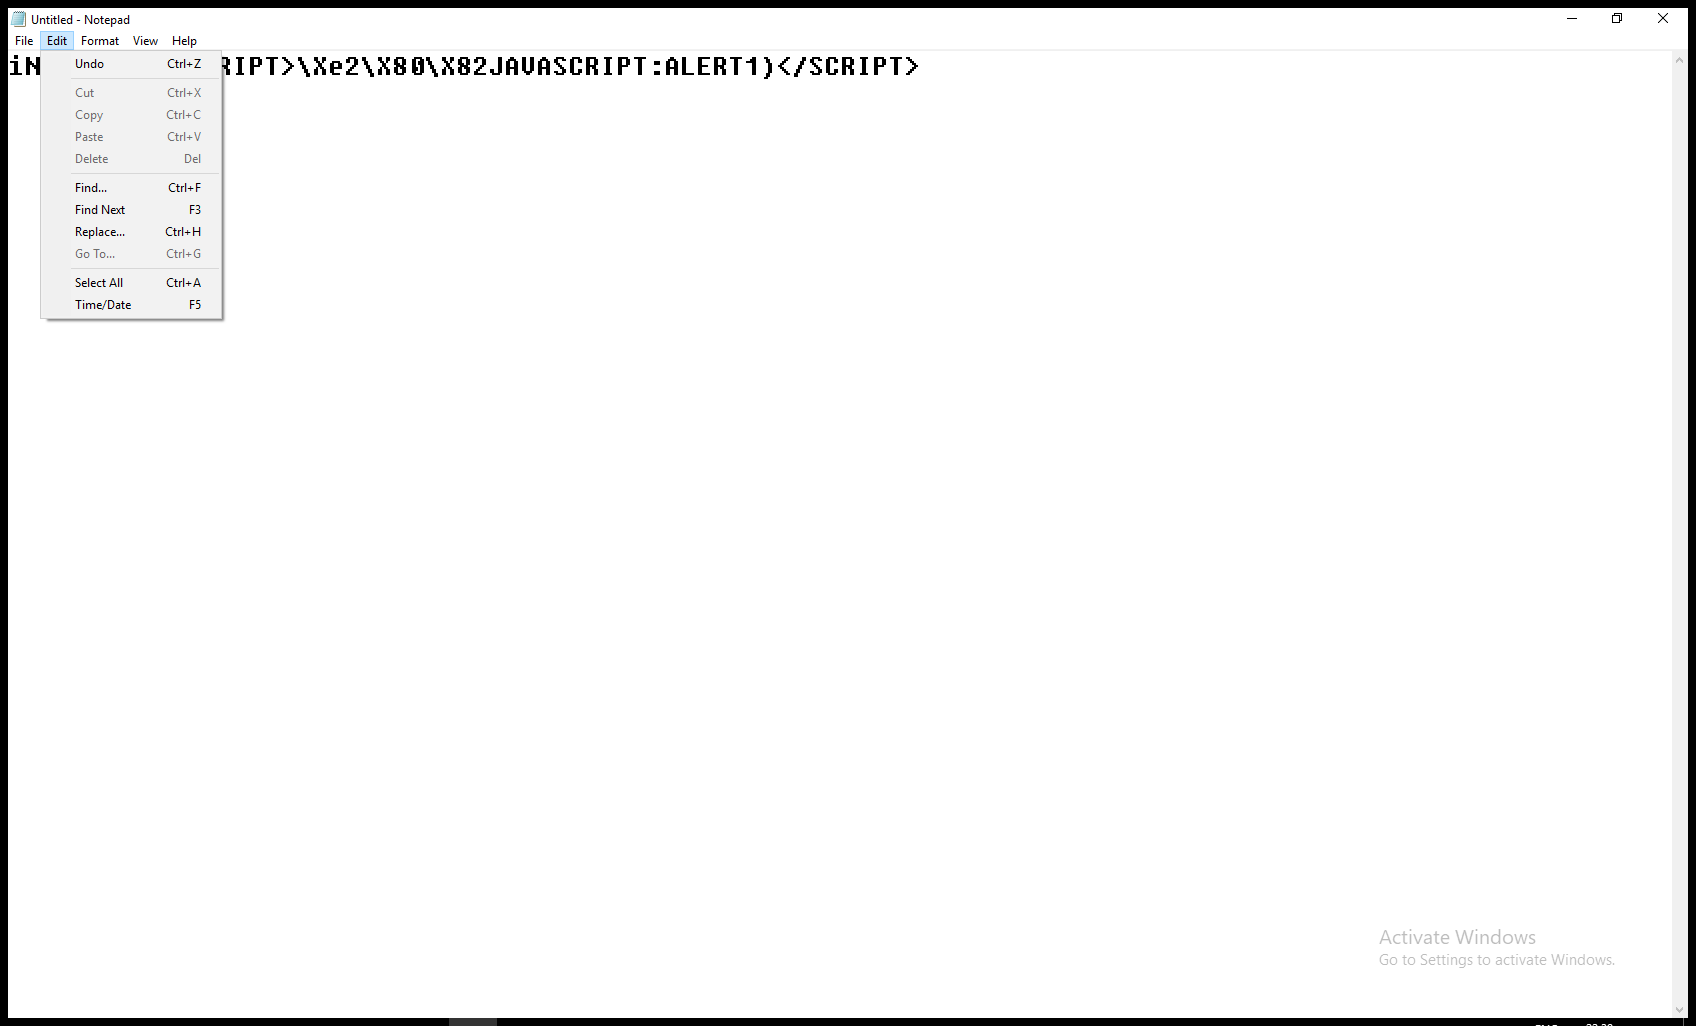 Untitled - Notepad
File Edit Format View Help
iN RIPT>\Xe2\X80\X82JAVASCRIPT:ALERT1)</SCRIPT>
Undo Ctrl+Z
Cut Ctrl+X
Copy Ctrl+C
Paste Ctrl+V
Delete Del
Find... Ctrl+F
Find Next F3
Replace... Ctrl+H
Go To... Ctrl+G
Select All Ctrl+A
Time/Date F5
Activate Windows
Go to Settings to activate Windows.